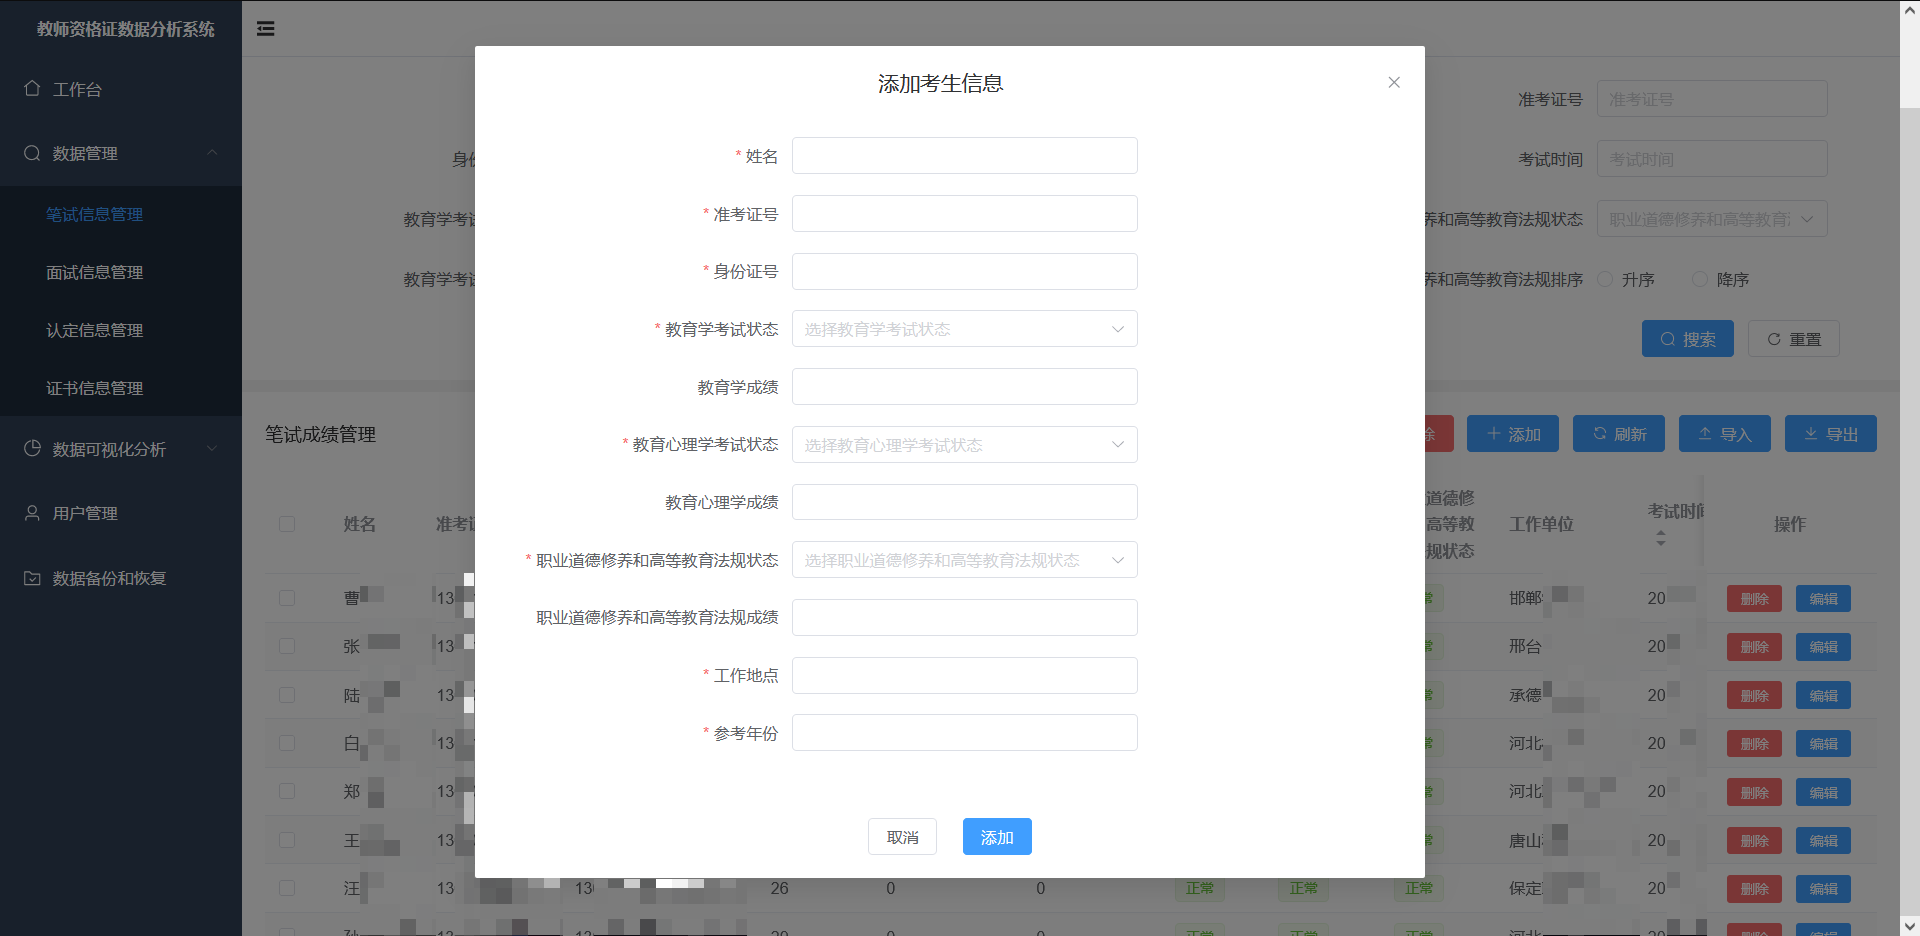 教师资格证数据分析系统
工作台
数据管理
笔试信息管理
面试信息管理
认定信息管理
证书信息管理
数据可视化分析
用户管理
数据备份和恢复
准考证号 准考证号
考试时间 考试时间
教育学考
养和高等教育法规状态 职业道德修养和高等教育
教育学考
养和高等教育法规排序 升序 降序
搜索 重置
笔试成绩管理
添加 刷新 导入 导出
姓名 准考 道德修 高等教 规状态 工作单位 考试时间 操作
曹 13 邯郸 20 删除 编辑
张 13 邢台 20 删除 编辑
陆 13 承德 20 删除 编辑
白 13 河北 20 删除 编辑
郑 13 河北 20 删除 编辑
王 13 唐山 20 删除 编辑
汪 13 130 26 0 0 正常 正常 正常 保定 20 删除 编辑
添加考生信息
* 姓名
* 准考证号
* 身份证号
* 教育学考试状态 选择教育学考试状态
教育学成绩
* 教育心理学考试状态 选择教育心理学考试状态
教育心理学成绩
* 职业道德修养和高等教育法规状态 选择职业道德修养和高等教育法规状态
职业道德修养和高等教育法规成绩
* 工作地点
* 参考年份
取消 添加